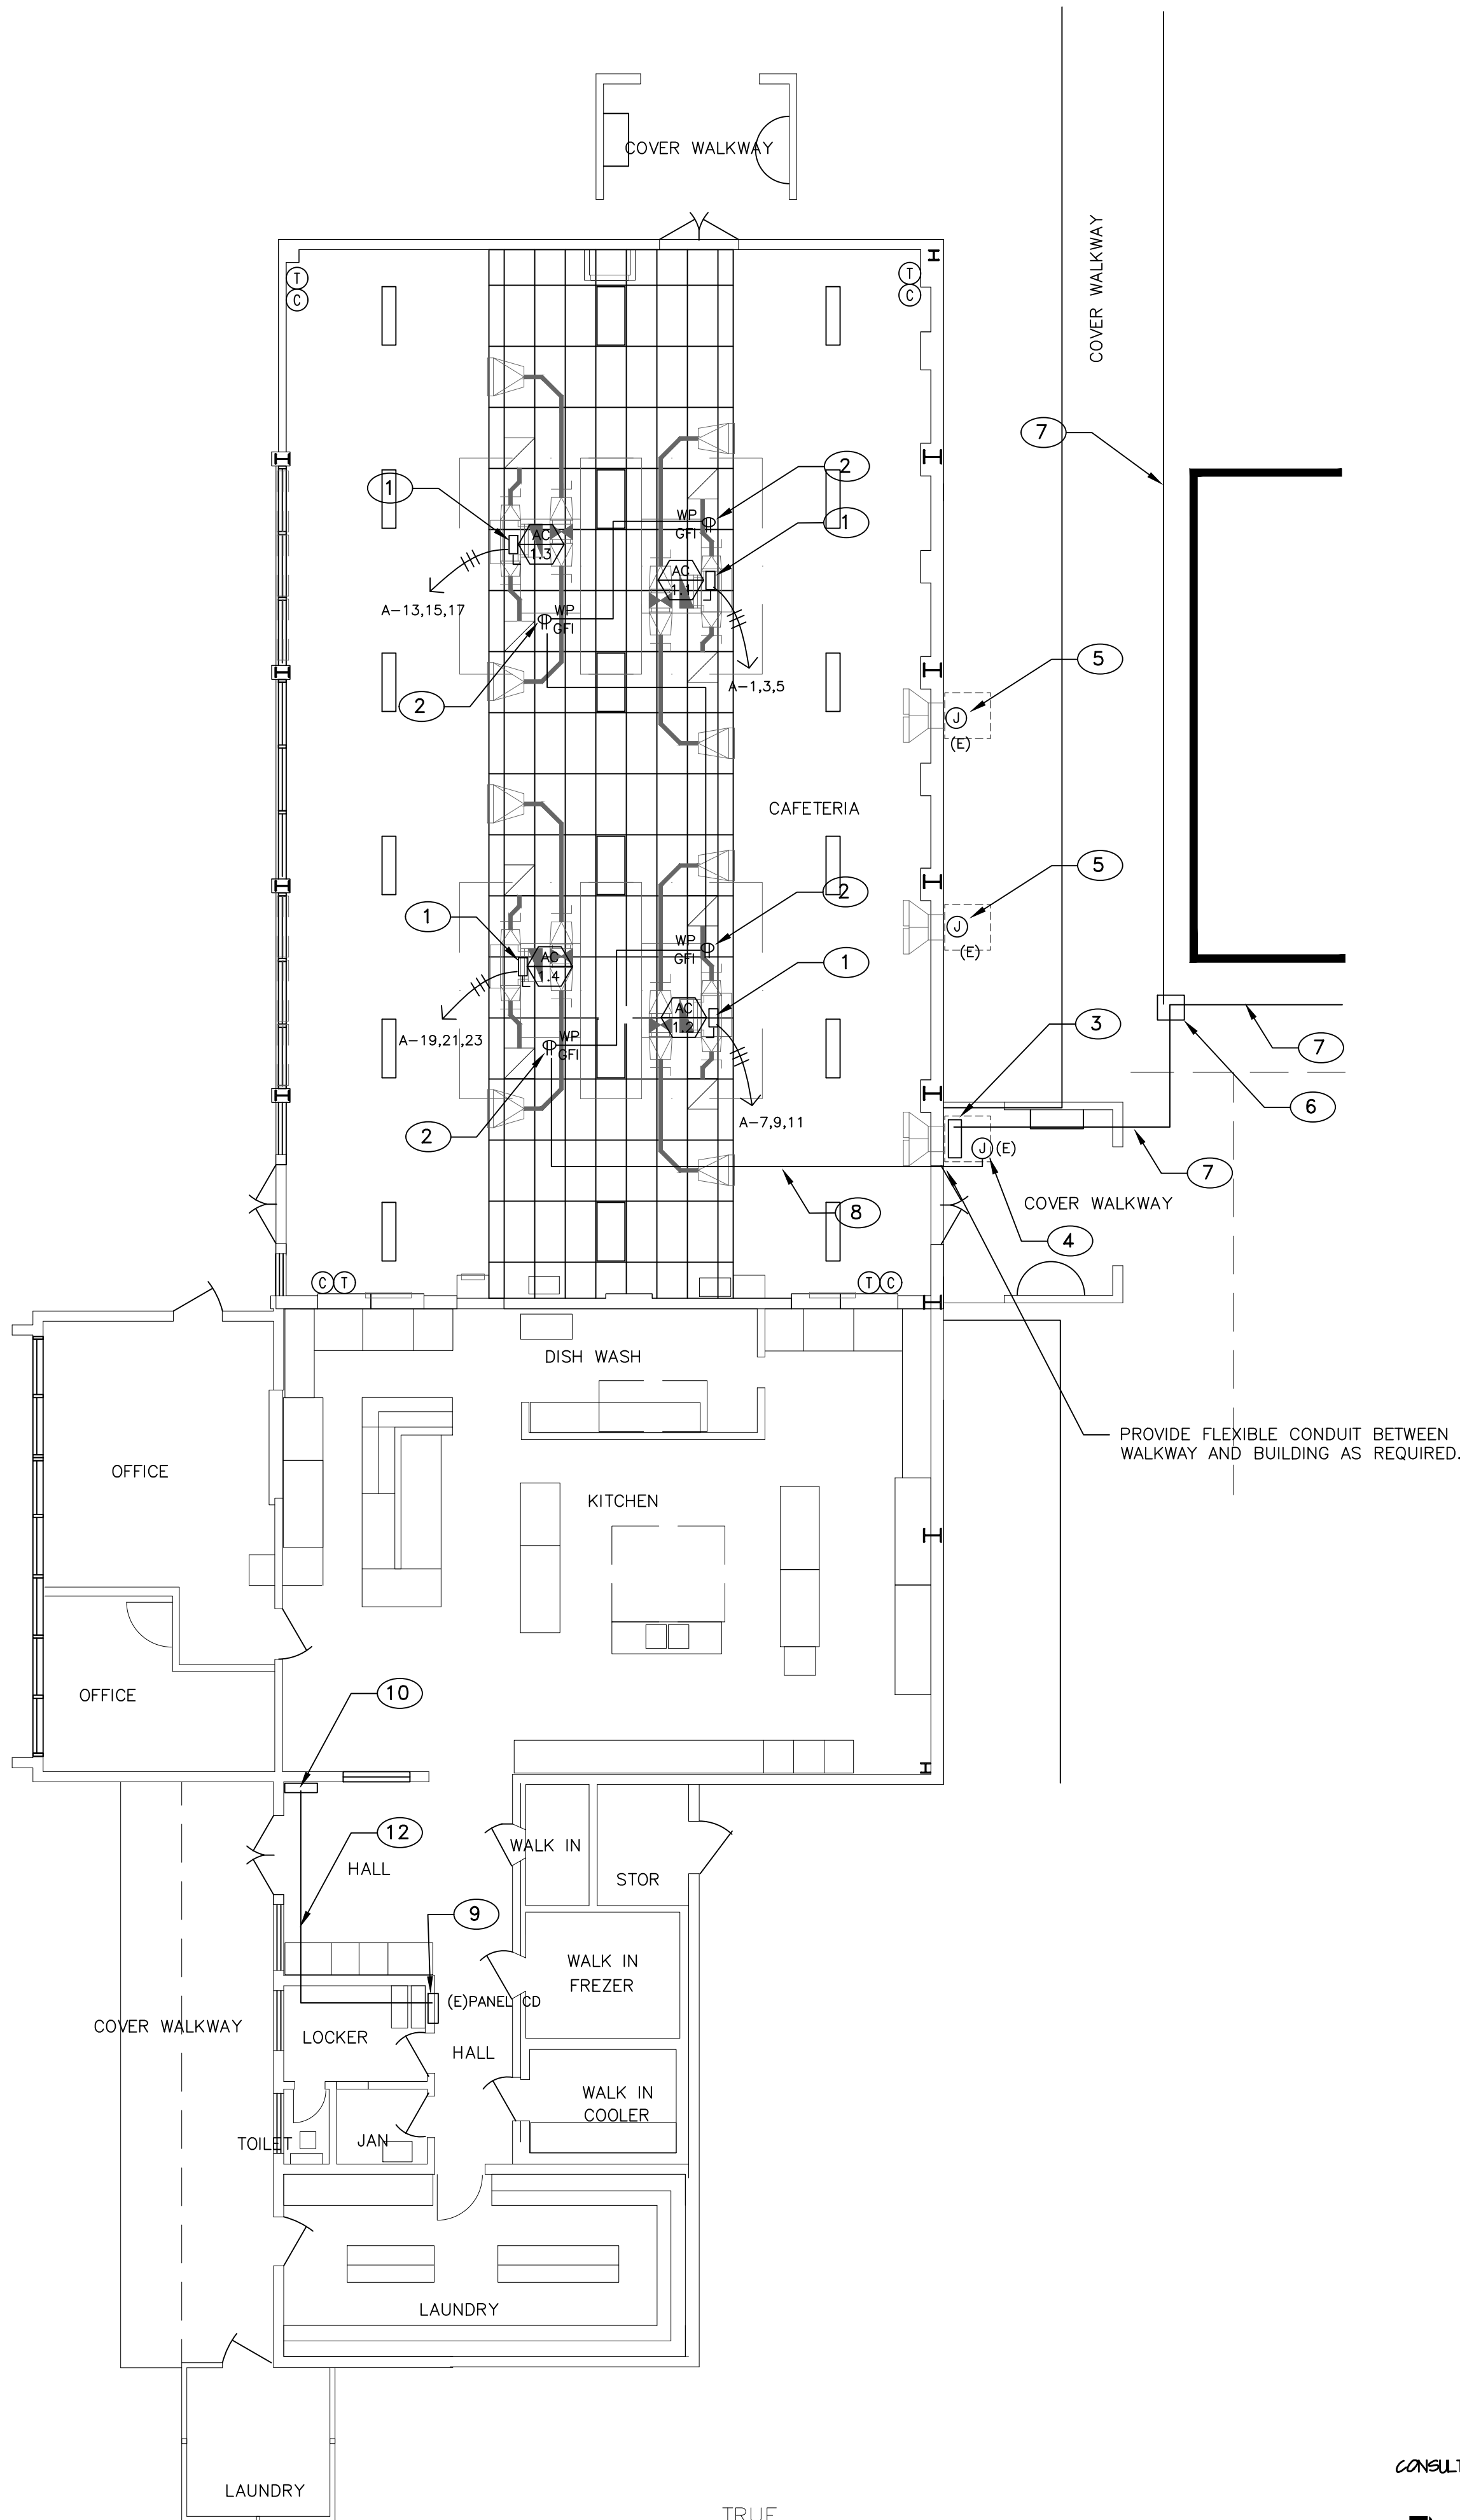 COVER WALKWAY
COVER WALKWAY
T
C
T
C
7
2
1
1
WP
GFI
AC
1.3
AC
1.1
A-13,15,17
WP
GFI
2
A-1,3,5
5
J
(E)
CAFETERIA
5
J
(E)
2
1
WP
GFI
AC
1.4
1
AC
1.2
A-19,21,23
WP
GFI
3
7
6
2
A-7,9,11
J
(E)
7
8
COVER WALKWAY
4
C
T
T
C
DISH WASH
PROVIDE FLEXIBLE CONDUIT BETWEEN
WALKWAY AND BUILDING AS REQUIRED.
OFFICE
KITCHEN
OFFICE
10
12
HALL
WALK IN
STOR
9
WALK IN
FREZER
(E)PANEL CD
COVER WALKWAY
LOCKER
HALL
WALK IN
COOLER
TOILET
JAN
LAUNDRY
LAUNDRY
CONSULT
TRUE